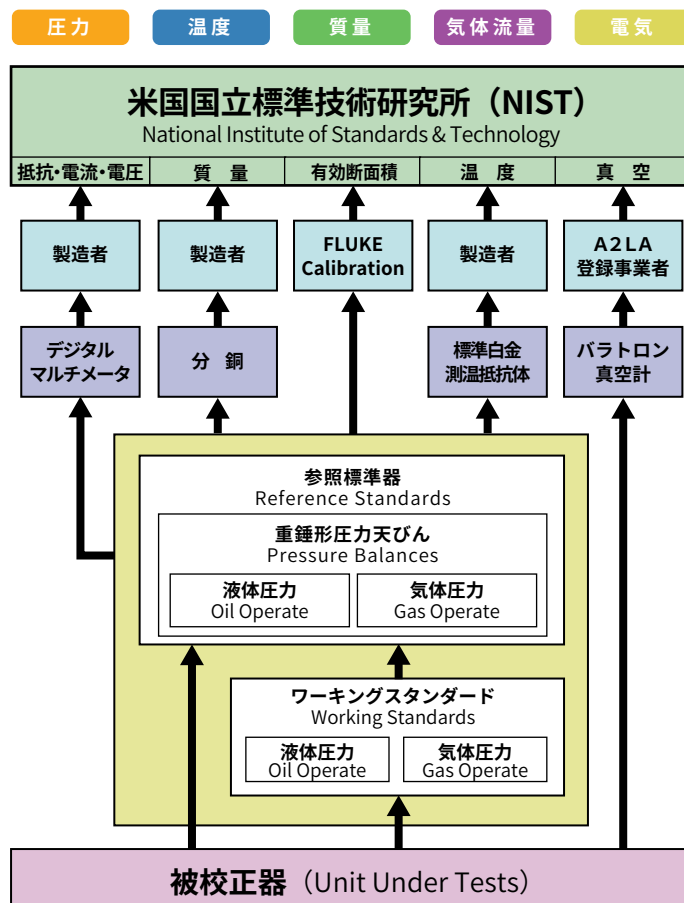 圧力 温度 質量 気体流量 電気
米国国立標準技術研究所（NIST）
National Institute of Standards & Technology
抵抗・電流・電圧 質 量 有効断面積 温 度 真 空
製造者
製造者
FLUKE
Calibration
製造者
A2LA
登録事業者
デジタル
マルチメータ
分 銅
標準白金
測温抵抗体
バラトロン
真空計
参照標準器
Reference Standards
重錘形圧力天びん
Pressure Balances
液体圧力
Oil Operate
気体圧力
Gas Operate
ワーキングスタンダード
Working Standards
液体圧力
Oil Operate
気体圧力
Gas Operate
被校正器（Unit Under Tests）